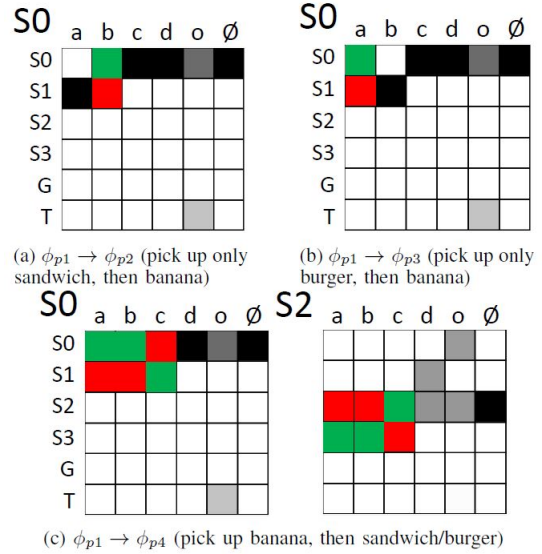 S0
a b c d o Ø
S0
S1
S2
S3
G
T
(a) ϕp1 → ϕp2 (pick up only
sandwich, then banana)
S0
a b c d o Ø
S0
S1
S2
S3
G
T
(b) ϕp1 → ϕp3 (pick up only
burger, then banana)
S0
a b c d o Ø
S0
S1
S2
S3
G
T
S2
a b c d o Ø
(c) ϕp1 → ϕp4 (pick up banana, then sandwich/burger)